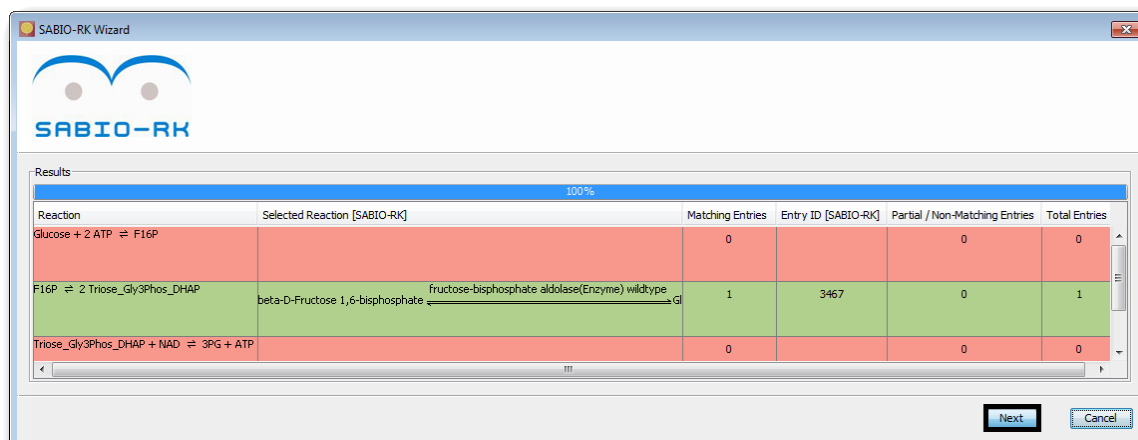 SABIO-RK Wizard
SABIO-RK
Results
100%
Reaction Selected Reaction [SABIO-RK] Matching Entries Entry ID [SABIO-RK] Partial / Non-Matching Entries Total Entries
Glucose + 2 ATP ⇌ F16P 0 0 0
F16P ⇌ 2 Triose_Gly3Phos_DHAP beta-D-Fructose 1,6-bisphosphate fructose-bisphosphate aldolase(Enzyme) wildtype Gl 1 3467 0 1
Triose_Gly3Phos_DHAP + NAD ⇌ 3PG + ATP 0 0 0
Next Cancel